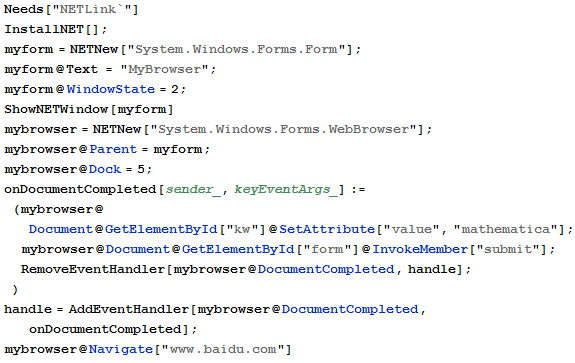 Needs["NETLink`"]
InstallNET[];
myform = NETNew["System.Windows.Forms.Form"];
myform@Text = "MyBrowser";
myform@WindowState = 2;
ShowNETWindow[myform]
mybrowser = NETNew["System.Windows.Forms.WebBrowser"];
mybrowser@Parent = myform;
mybrowser@Dock = 5;
onDocumentCompleted[sender_, keyEventArgs_] :=
(mybrowser@
Document@GetElementById["kw"]@SetAttribute["value", "mathematica"];
mybrowser@Document@GetElementById["form"]@InvokeMember["submit"];
RemoveEventHandler[mybrowser@DocumentCompleted, handle];
)
handle = AddEventHandler[mybrowser@DocumentCompleted,
onDocumentCompleted];
mybrowser@Navigate["www.baidu.com"]